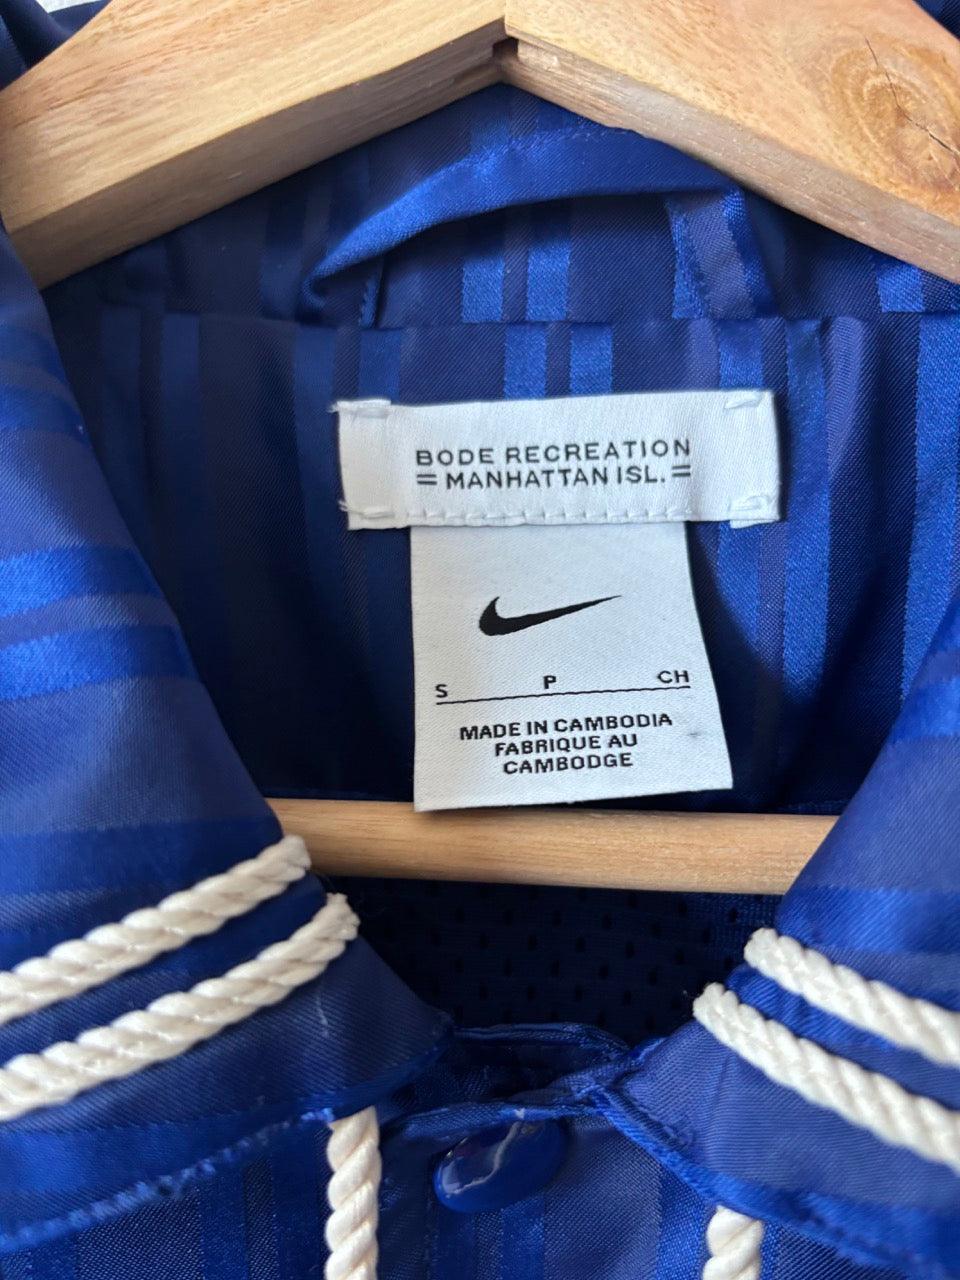 BODE RECREATION
= MANHATTAN ISL. =
S P CH
MADE IN CAMBODIA
FABRIQUE AU
CAMBODGE